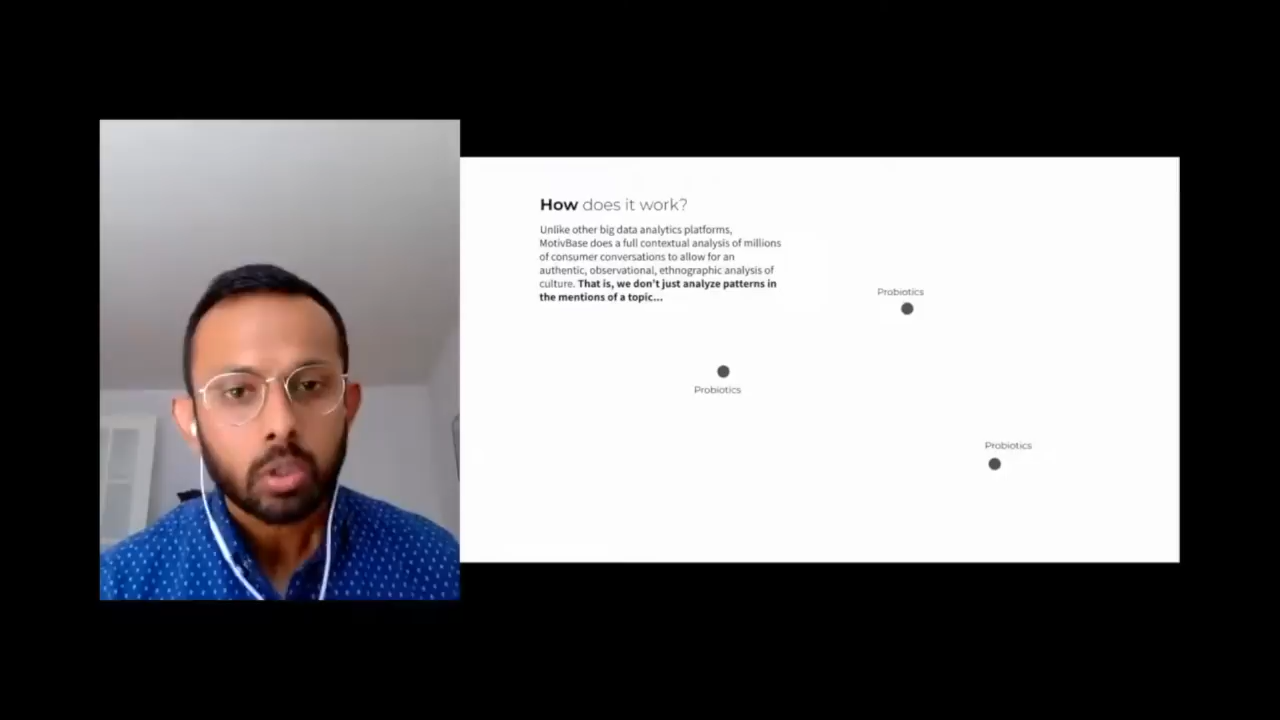 How does it work?
Unlike other big data analytics platforms,
MotivBase does a full contextual analysis of millions
of consumer conversations to allow for an
authentic, observational, ethnographic analysis of
culture. That is, we don't just analyze patterns in
the mentions of a topic...
Probiotics
Probiotics
Probiotics